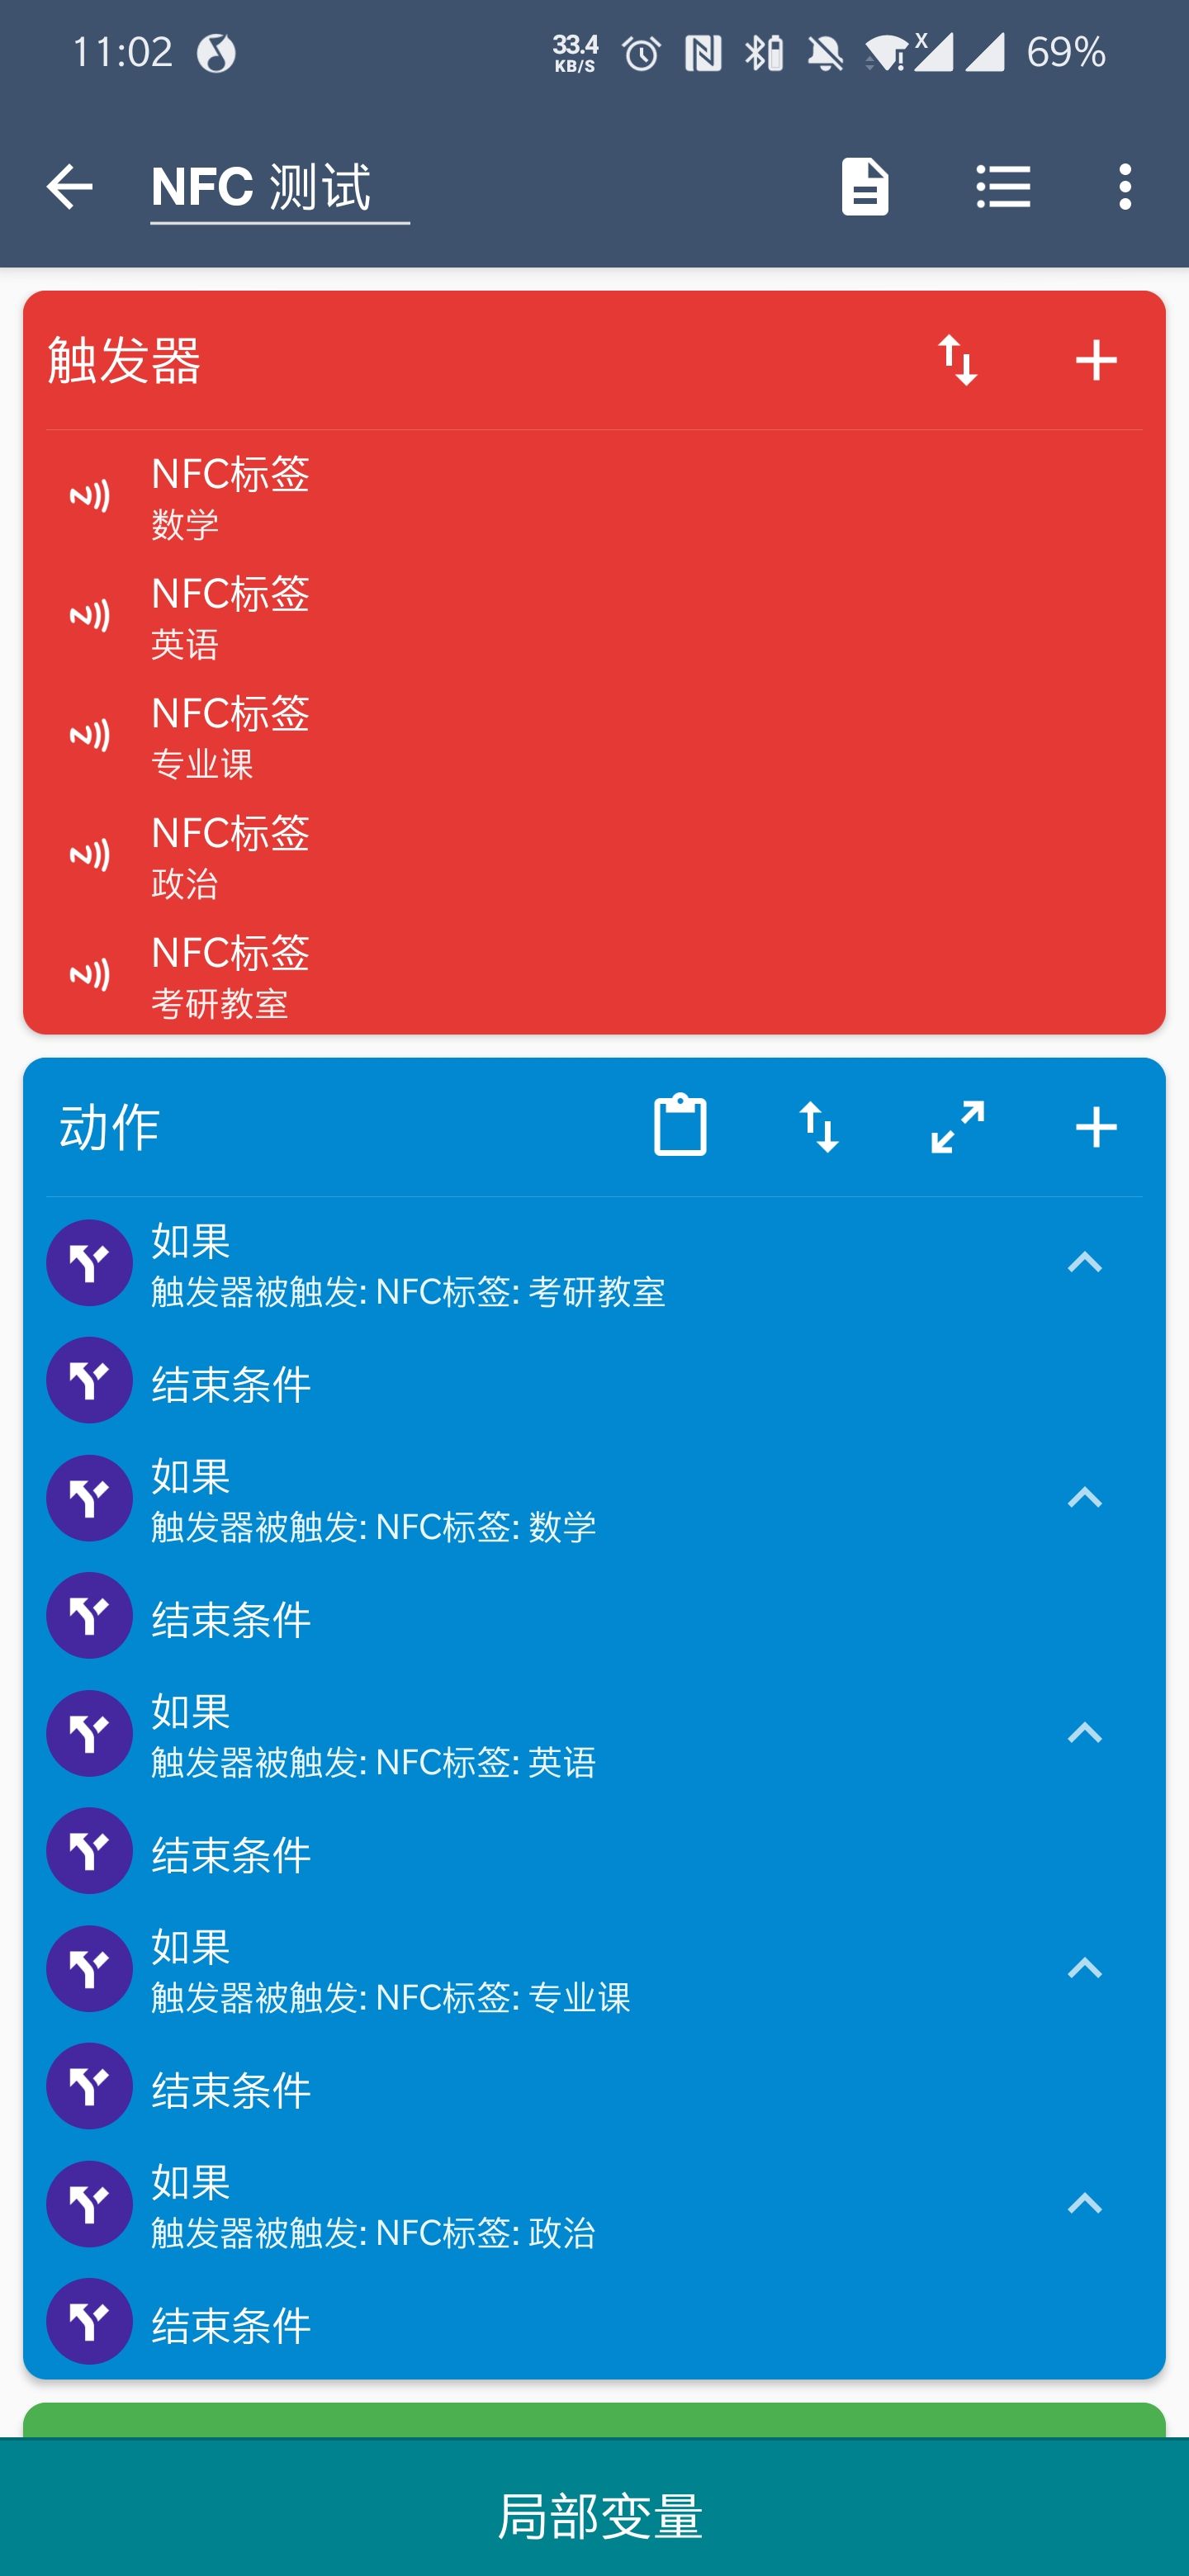 11:02
33.4
KB/S
69%
NFC 测试
触发器
NFC标签
数学
NFC标签
英语
NFC标签
专业课
NFC标签
政治
NFC标签
考研教室
动作
如果
触发器被触发: NFC标签: 考研教室
结束条件
如果
触发器被触发: NFC标签: 数学
结束条件
如果
触发器被触发: NFC标签: 英语
结束条件
如果
触发器被触发: NFC标签: 专业课
结束条件
如果
触发器被触发: NFC标签: 政治
结束条件
局部变量